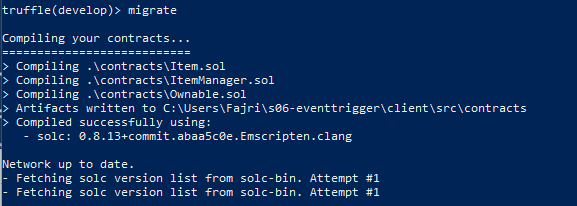 truffle(develop)> migrate
Compiling your contracts...
===========================
> Compiling .\contracts\Item.sol
> Compiling .\contracts\ItemManager.sol
> Compiling .\contracts\Ownable.sol
> Artifacts written to C:\Users\Fajri\s06-eventtrigger\client\src\contracts
> Compiled successfully using:
   - solc: 0.8.13+commit.abaa5c0e.Emscripten.clang
Network up to date.
- Fetching solc version list from solc-bin. Attempt #1
- Fetching solc version list from solc-bin. Attempt #1